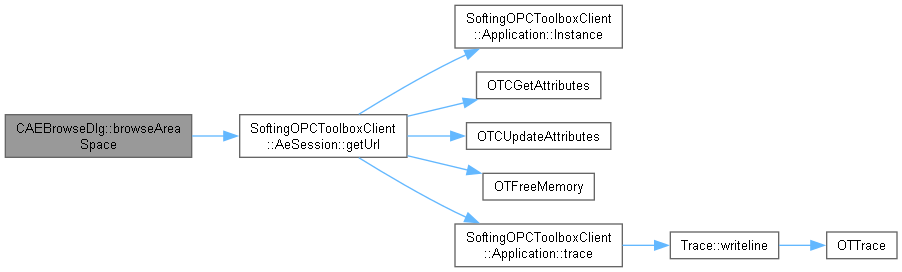 SoftingOPCToolboxClient
::Application::Instance
OTCGetAttributes
CAEBrowseDlg::browseArea
Space
SoftingOPCToolboxClient
::AeSession::getUrl
OTCUpdateAttributes
OTFreeMemory
SoftingOPCToolboxClient
::Application::trace
Trace::writeline
OTTrace